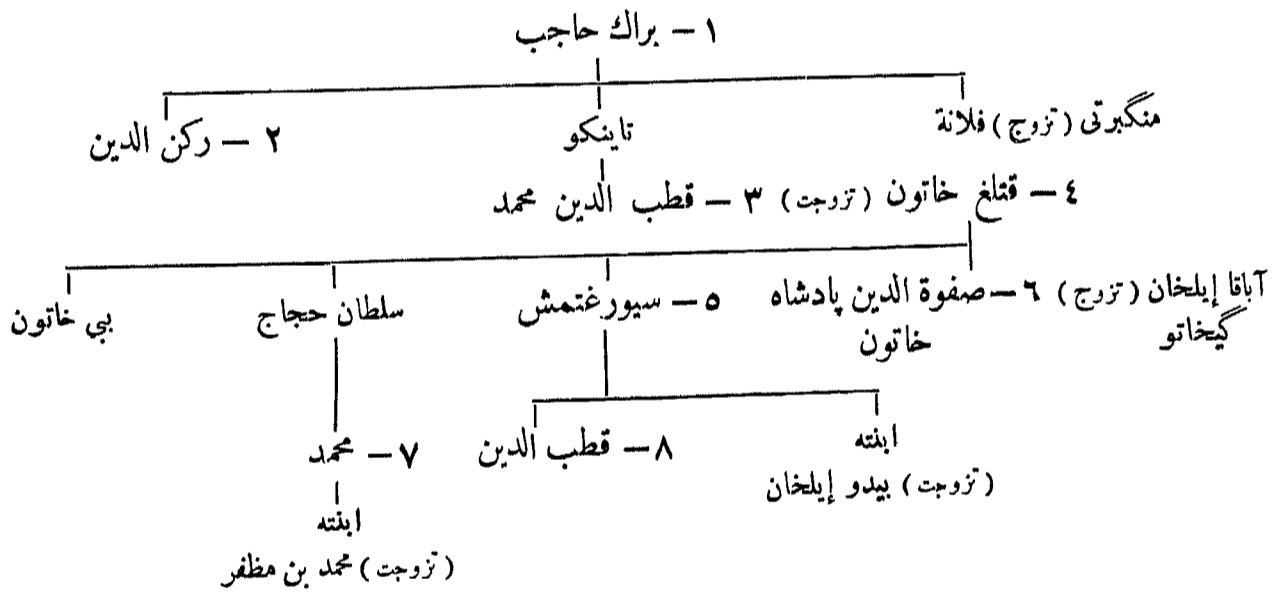 ١ — براك حاجب
منگبرتى (تزوج) فلانة تاينكو ٢ — ركن الدين
٤ — قتلغ خاتون (تزوجت) ٣ — قطب الدين محمد
آباقا إيلخان (تزوج) ٦ — صفوة الدين پادشاه ٥ — سيورغتمش سلطان حجاج بي خاتون
گيخاتو خاتون
ابنته ٨ — قطب الدين ٧ — محمد
(تزوجت) بيدو إيلخان ابنته
(تزوجت) محمد بن مظفر